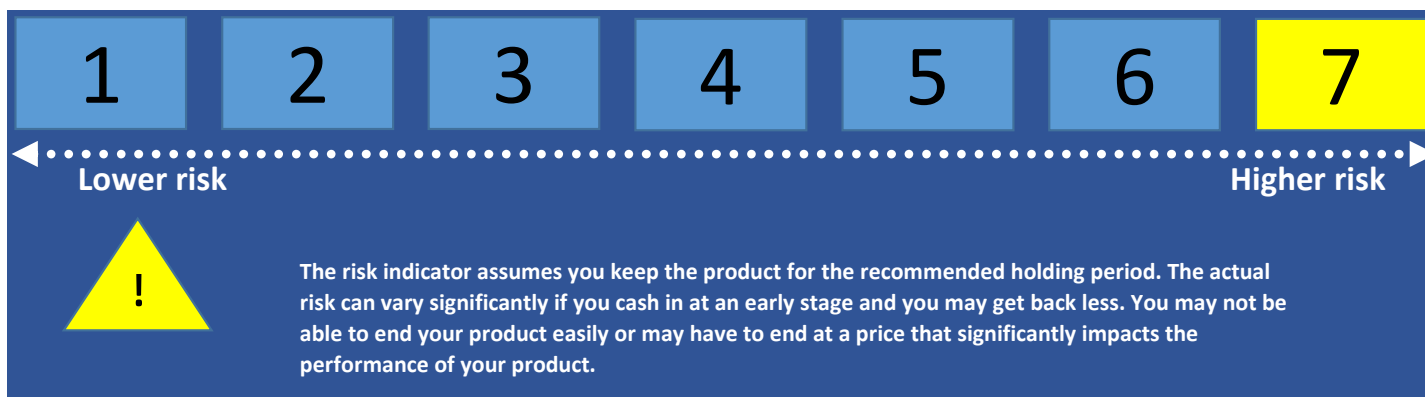 1 2 3 4 5 6 7
Lower risk Higher risk
!
The risk indicator assumes you keep the product for the recommended holding period. The actual
risk can vary significantly if you cash in at an early stage and you may get back less. You may not be
able to end your product easily or may have to end at a price that significantly impacts the
performance of your product.